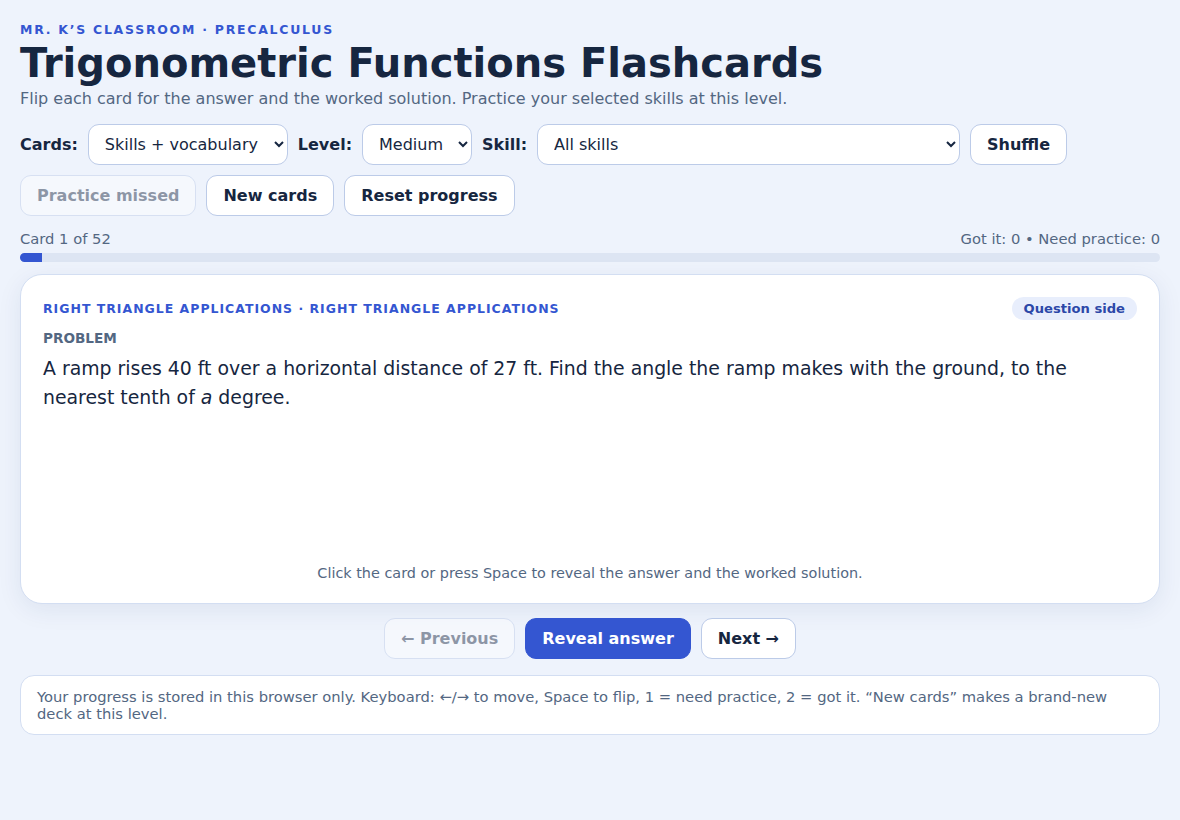 MR. K’S CLASSROOM · PRECALCULUS
Trigonometric Functions Flashcards
Flip each card for the answer and the worked solution. Practice your selected skills at this level.
Cards: Skills + vocabulary Level: Medium Skill: All skills Shuffle
Practice missed New cards Reset progress
Card 1 of 52 Got it: 0 • Need practice: 0
RIGHT TRIANGLE APPLICATIONS · RIGHT TRIANGLE APPLICATIONS Question side
PROBLEM
A ramp rises 40 ft over a horizontal distance of 27 ft. Find the angle the ramp makes with the ground, to the
nearest tenth of a degree.
Click the card or press Space to reveal the answer and the worked solution.
← Previous Reveal answer Next →
Your progress is stored in this browser only. Keyboard: ←/→ to move, Space to flip, 1 = need practice, 2 = got it. “New cards” makes a brand-new
deck at this level.